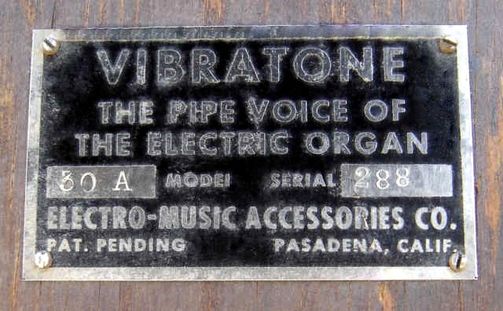 VIBRATONE
THE PIPE VOICE OF
THE ELECTRIC ORGAN
30 A MODEL SERIAL 288
ELECTRO-MUSIC ACCESSORIES CO.
PAT. PENDING PASADENA, CALIF.